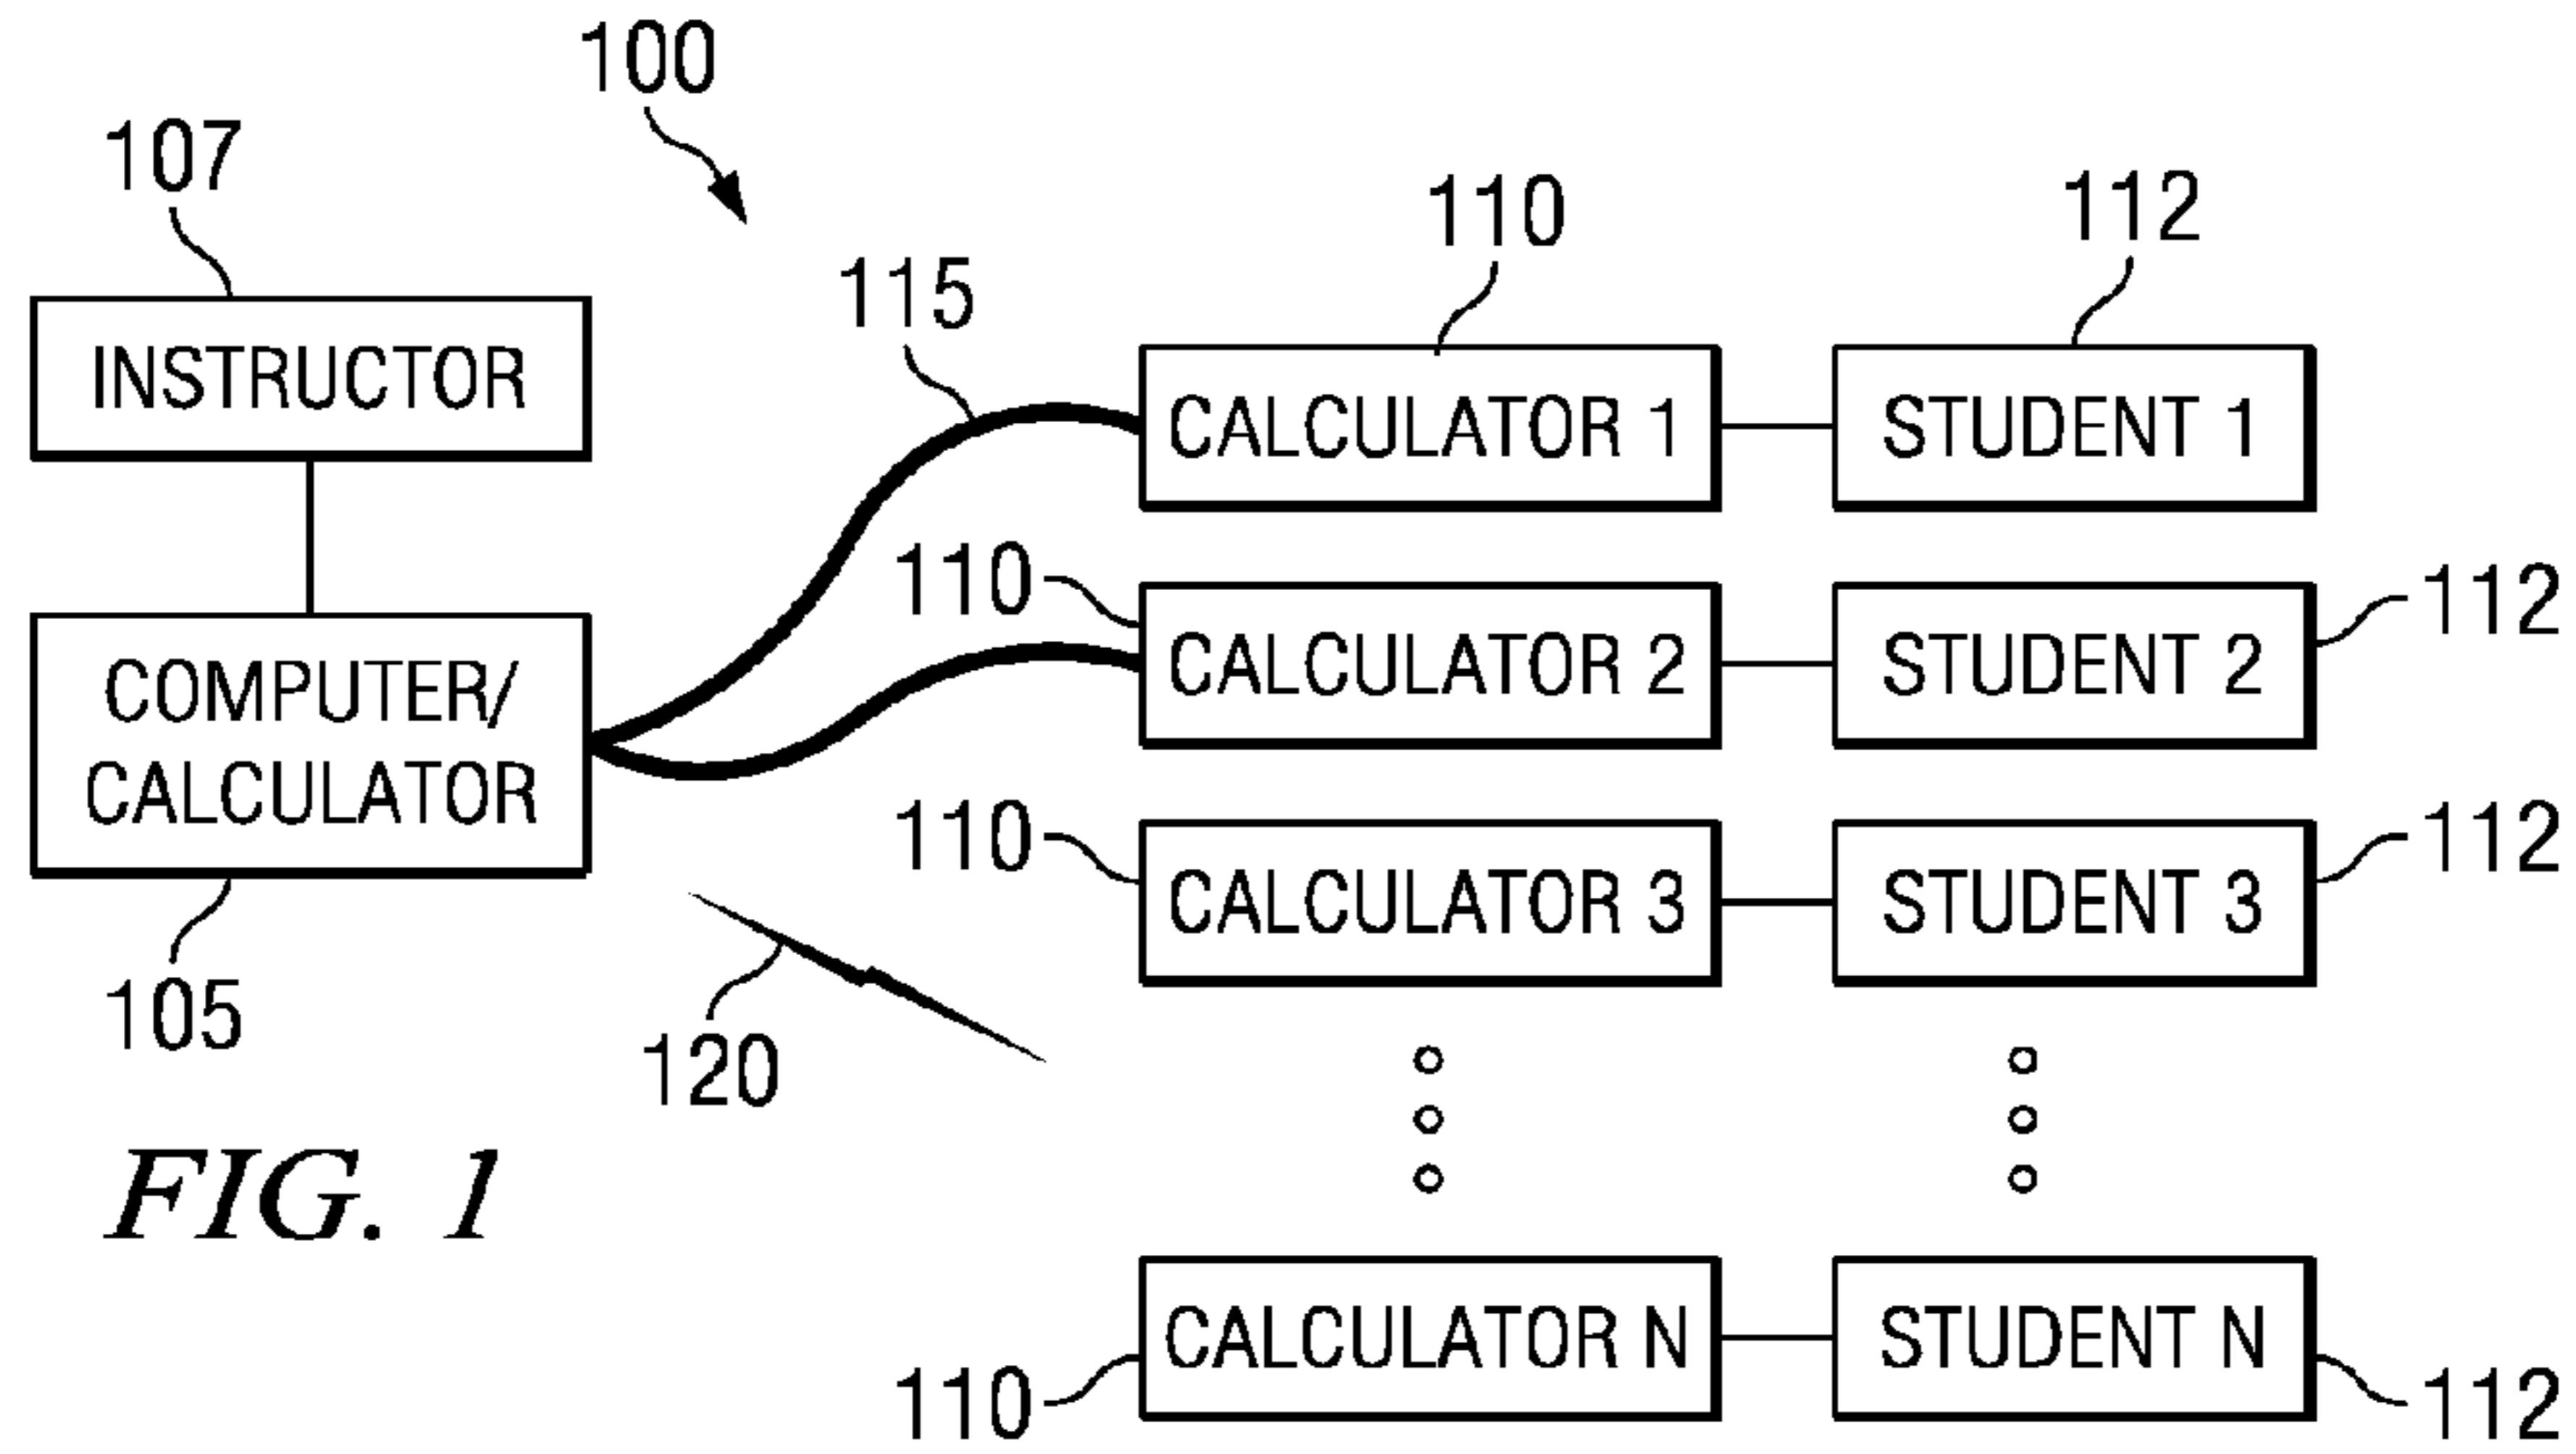 100
107
110
112
115
INSTRUCTOR
CALCULATOR 1
STUDENT 1
110
112
COMPUTER/
CALCULATOR
CALCULATOR 2
STUDENT 2
110
112
CALCULATOR 3
STUDENT 3
105
120
FIG. 1
CALCULATOR N
STUDENT N
110
112